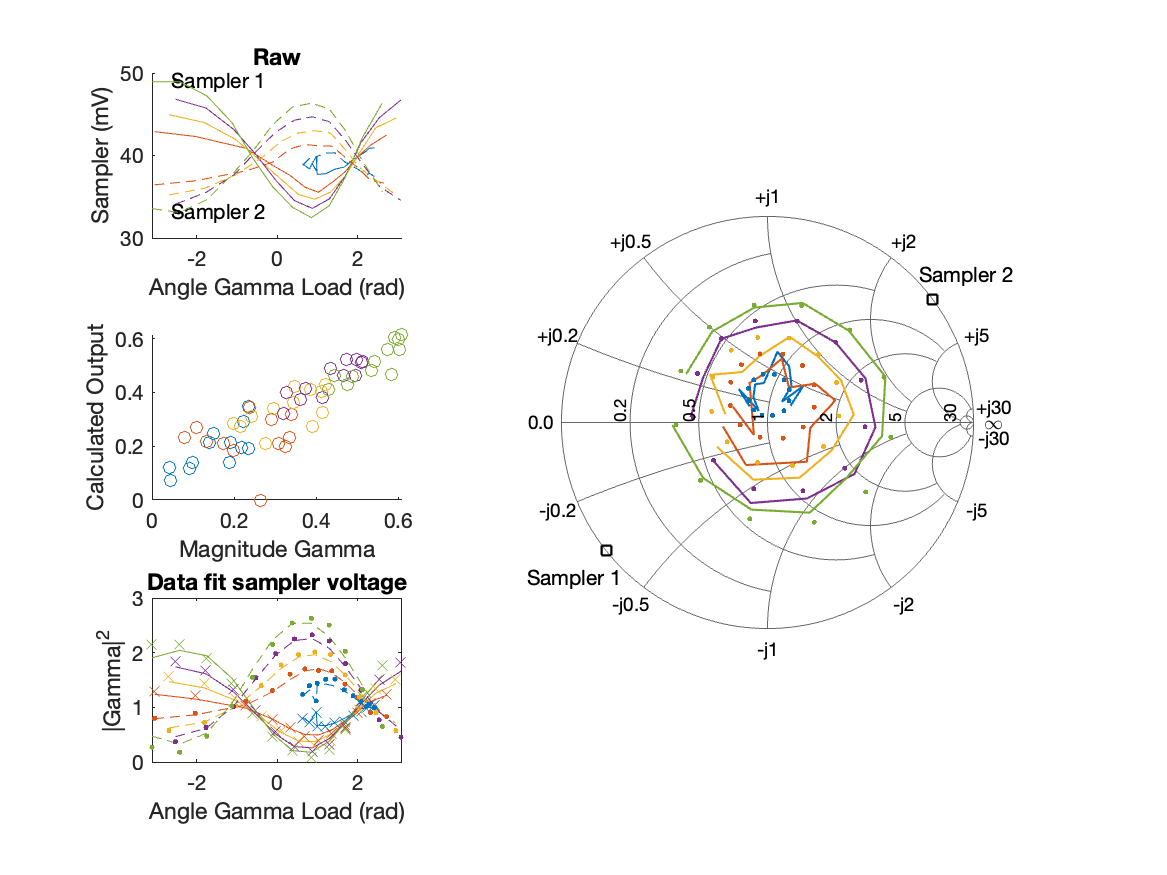 Raw
50
40
30
Sampler (mV)
Sampler 1
Sampler 2
-2
0
2
Angle Gamma Load (rad)
0.6
0.4
0.2
0
Calculated Output
0
0.2
0.4
0.6
Magnitude Gamma
Data fit sampler voltage
3
2
1
0
|Gamma|2
-2
0
2
Angle Gamma Load (rad)
+j1
+j0.5
+j2
Sampler 2
+j0.2
+j5
0.0
0.2
0.5
1
2
5
30
+j30
∞
-j30
-j0.2
-j5
Sampler 1
-j0.5
-j2
-j1